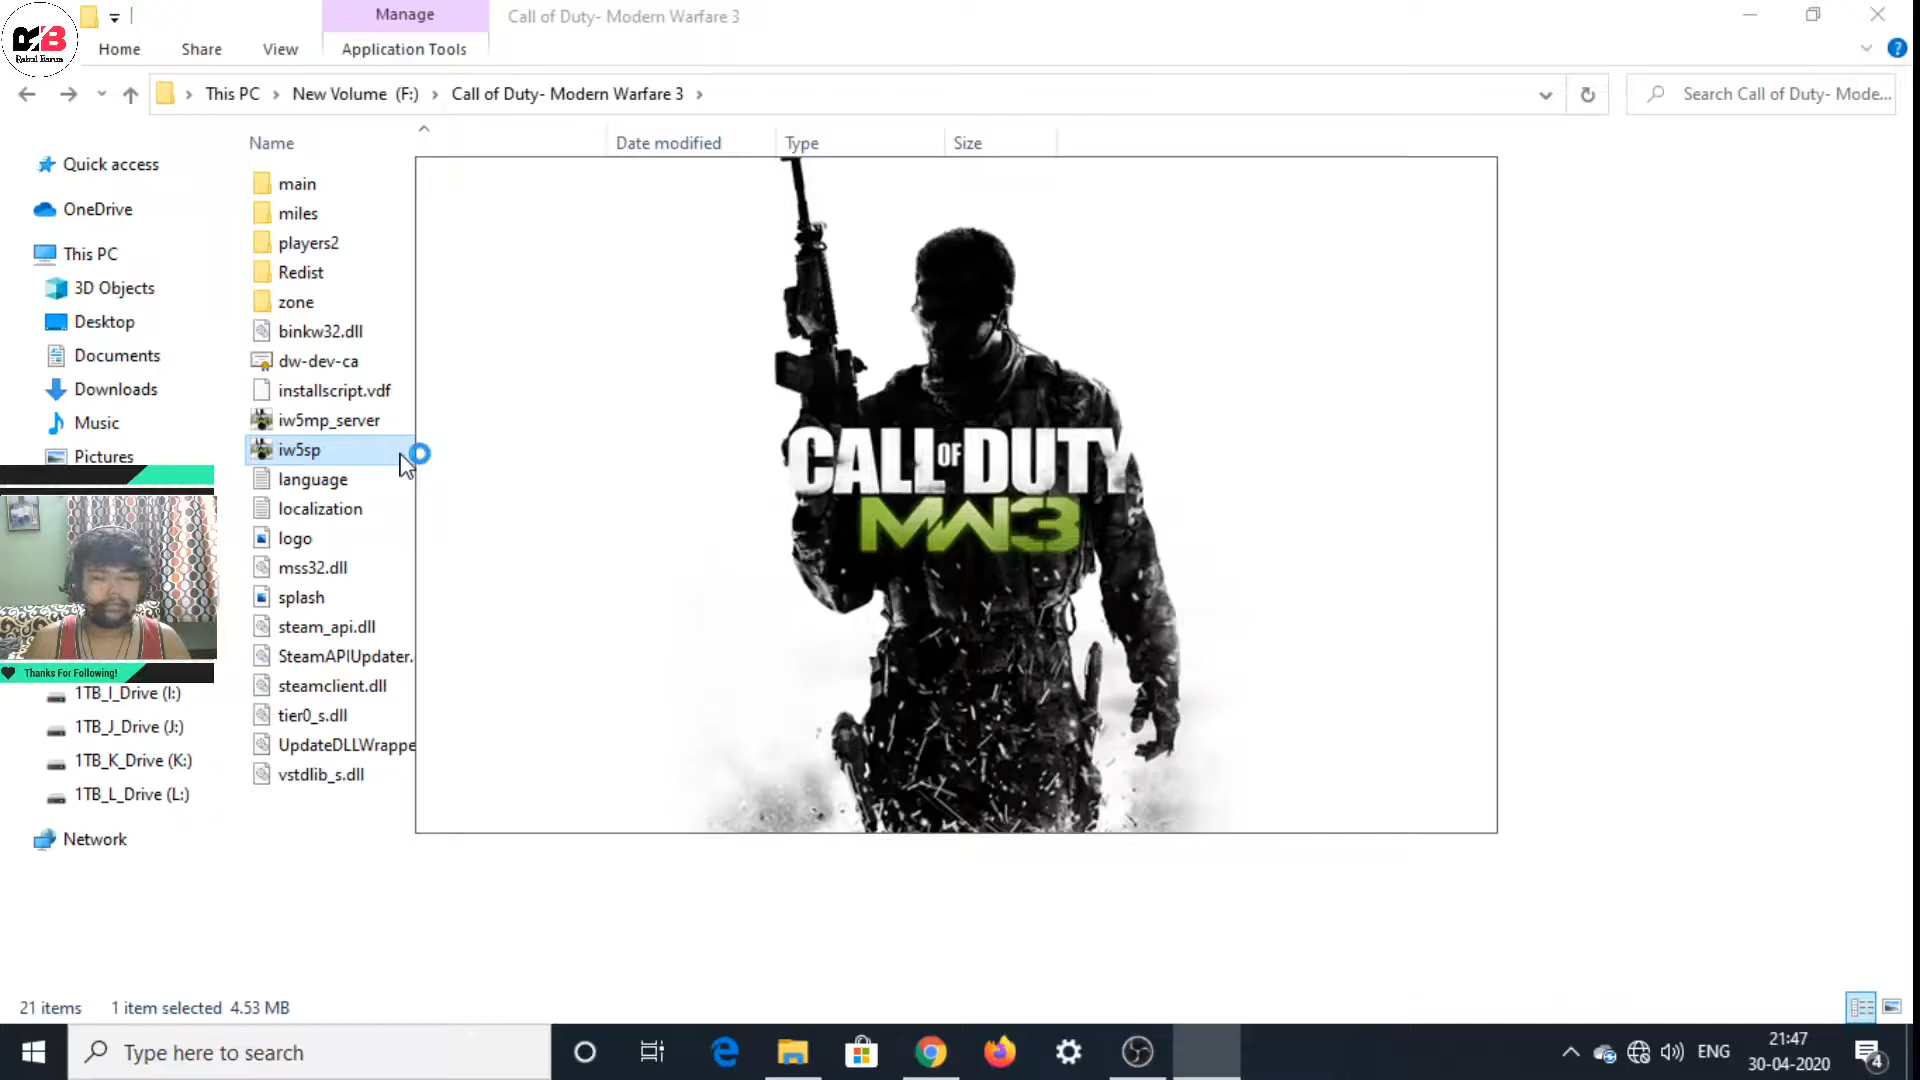 Manage
Call of Duty- Modern Warfare 3
RB
Rahul Barua
Home
Share
View
Application Tools
This PC
New Volume (F:)
Call of Duty- Modern Warfare 3
Search Call of Duty- Mode...
Name
Date modified
Type
Size
Quick access
OneDrive
This PC
3D Objects
Desktop
Documents
Downloads
Music
Pictures
Thanks For Following!
1TB_I_Drive (I:)
1TB_J_Drive (J:)
1TB_K_Drive (K:)
1TB_L_Drive (L:)
Network
main
miles
players2
Redist
zone
binkw32.dll
dw-dev-ca
installscript.vdf
iw5mp_server
iw5sp
language
localization
logo
mss32.dll
splash
steam_api.dll
SteamAPIUpdater.
steamclient.dll
tier0_s.dll
UpdateDLLWrappe
vstdlib_s.dll
CALL OF DUTY
MW3
21 items
1 item selected 4.53 MB
Type here to search
ENG
21:47
30-04-2020
4